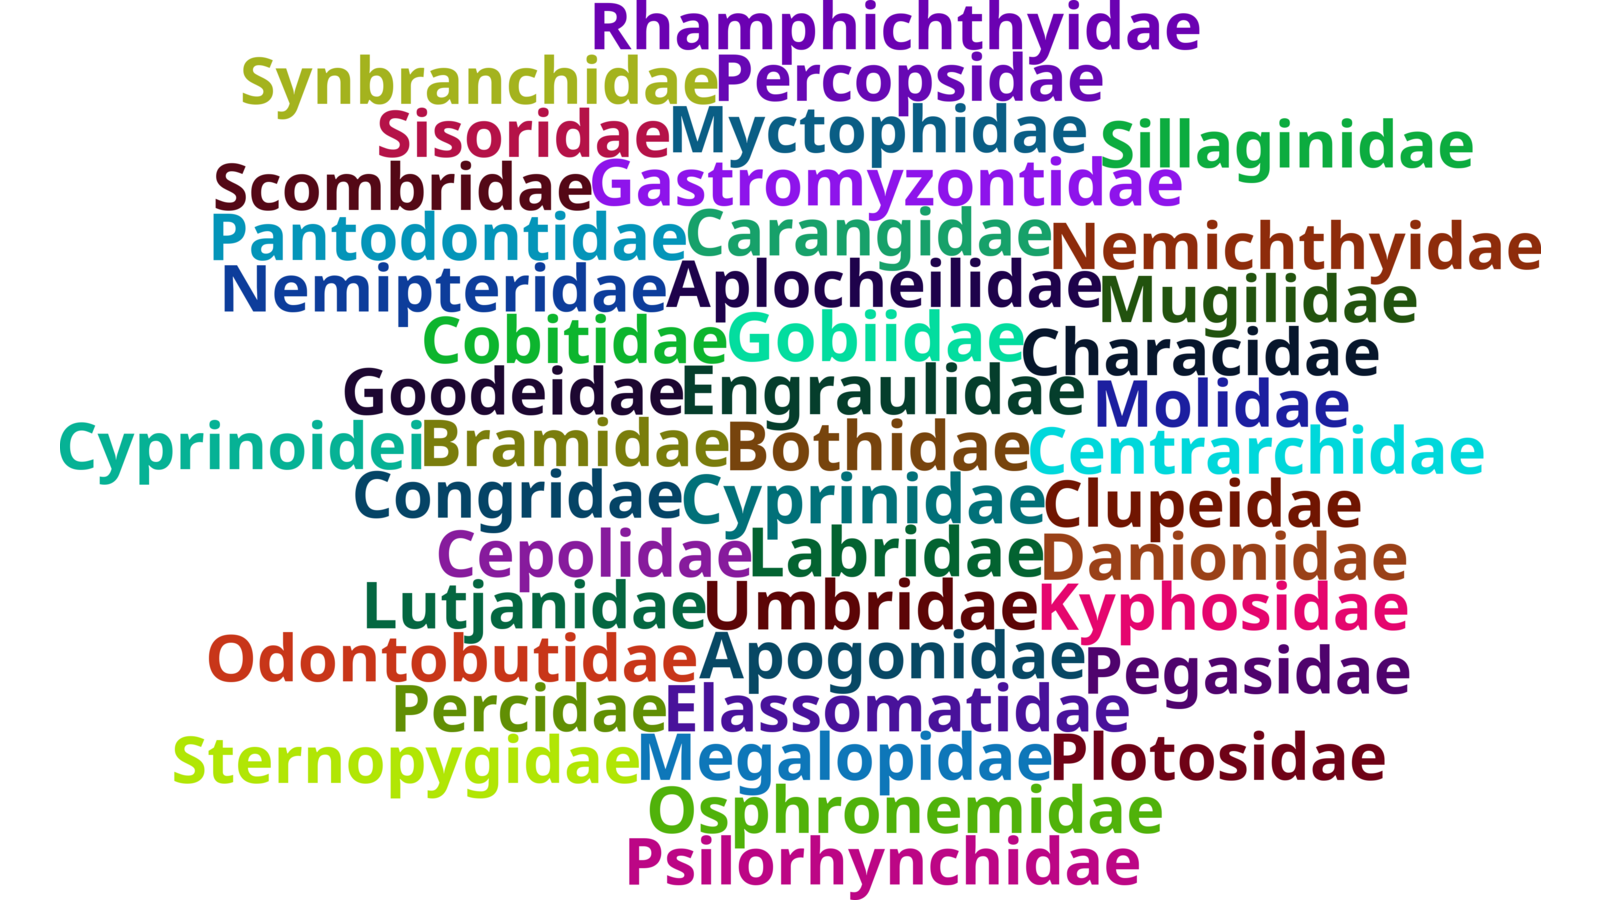 Rhamphichthyidae
Synbranchidae Percopsidae
Sisoridae Myctophidae Sillaginidae
Scombridae Gastromyzontidae
Pantodontidae Carangidae Nemichthyidae
Nemipteridae Aplocheilidae Mugilidae
Cobitidae Gobiidae Characidae
Goodeidae Engraulidae Molidae
Cyprinoidei Bramidae Bothidae Centrarchidae
Congridae Cyprinidae Clupeidae
Cepolidae Labridae Danionidae
Lutjanidae Umbridae Kyphosidae
Odontobutidae Apogonidae Pegasidae
Percidae Elassomatidae
Sternopygidae Megalopidae Plotosidae
Osphronemidae
Psilorhynchidae